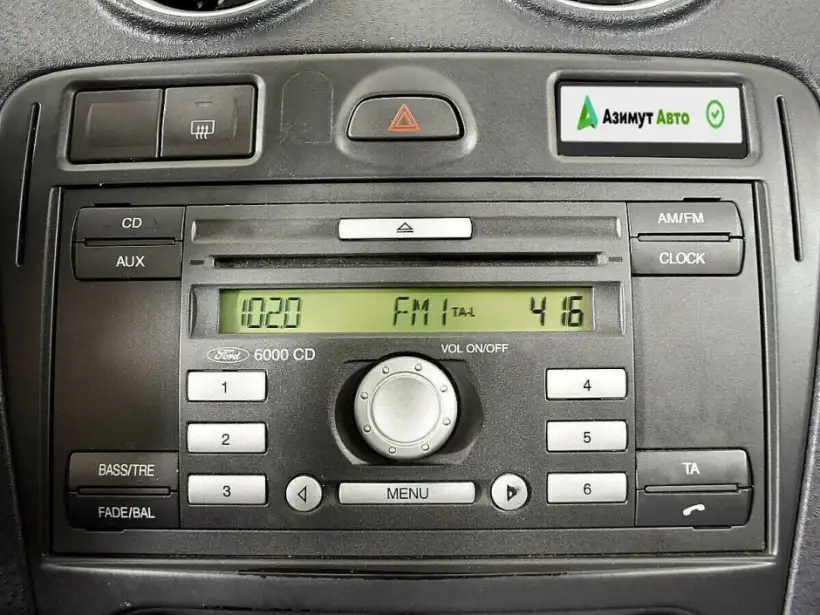 Азимут Авто
CD
AM/FM
AUX
CLOCK
102.0 FM1 TA-L 4 16
Ford 6000 CD
VOL ON/OFF
1
4
2
5
BASS/TRE
TA
3
MENU
6
FADE/BAL